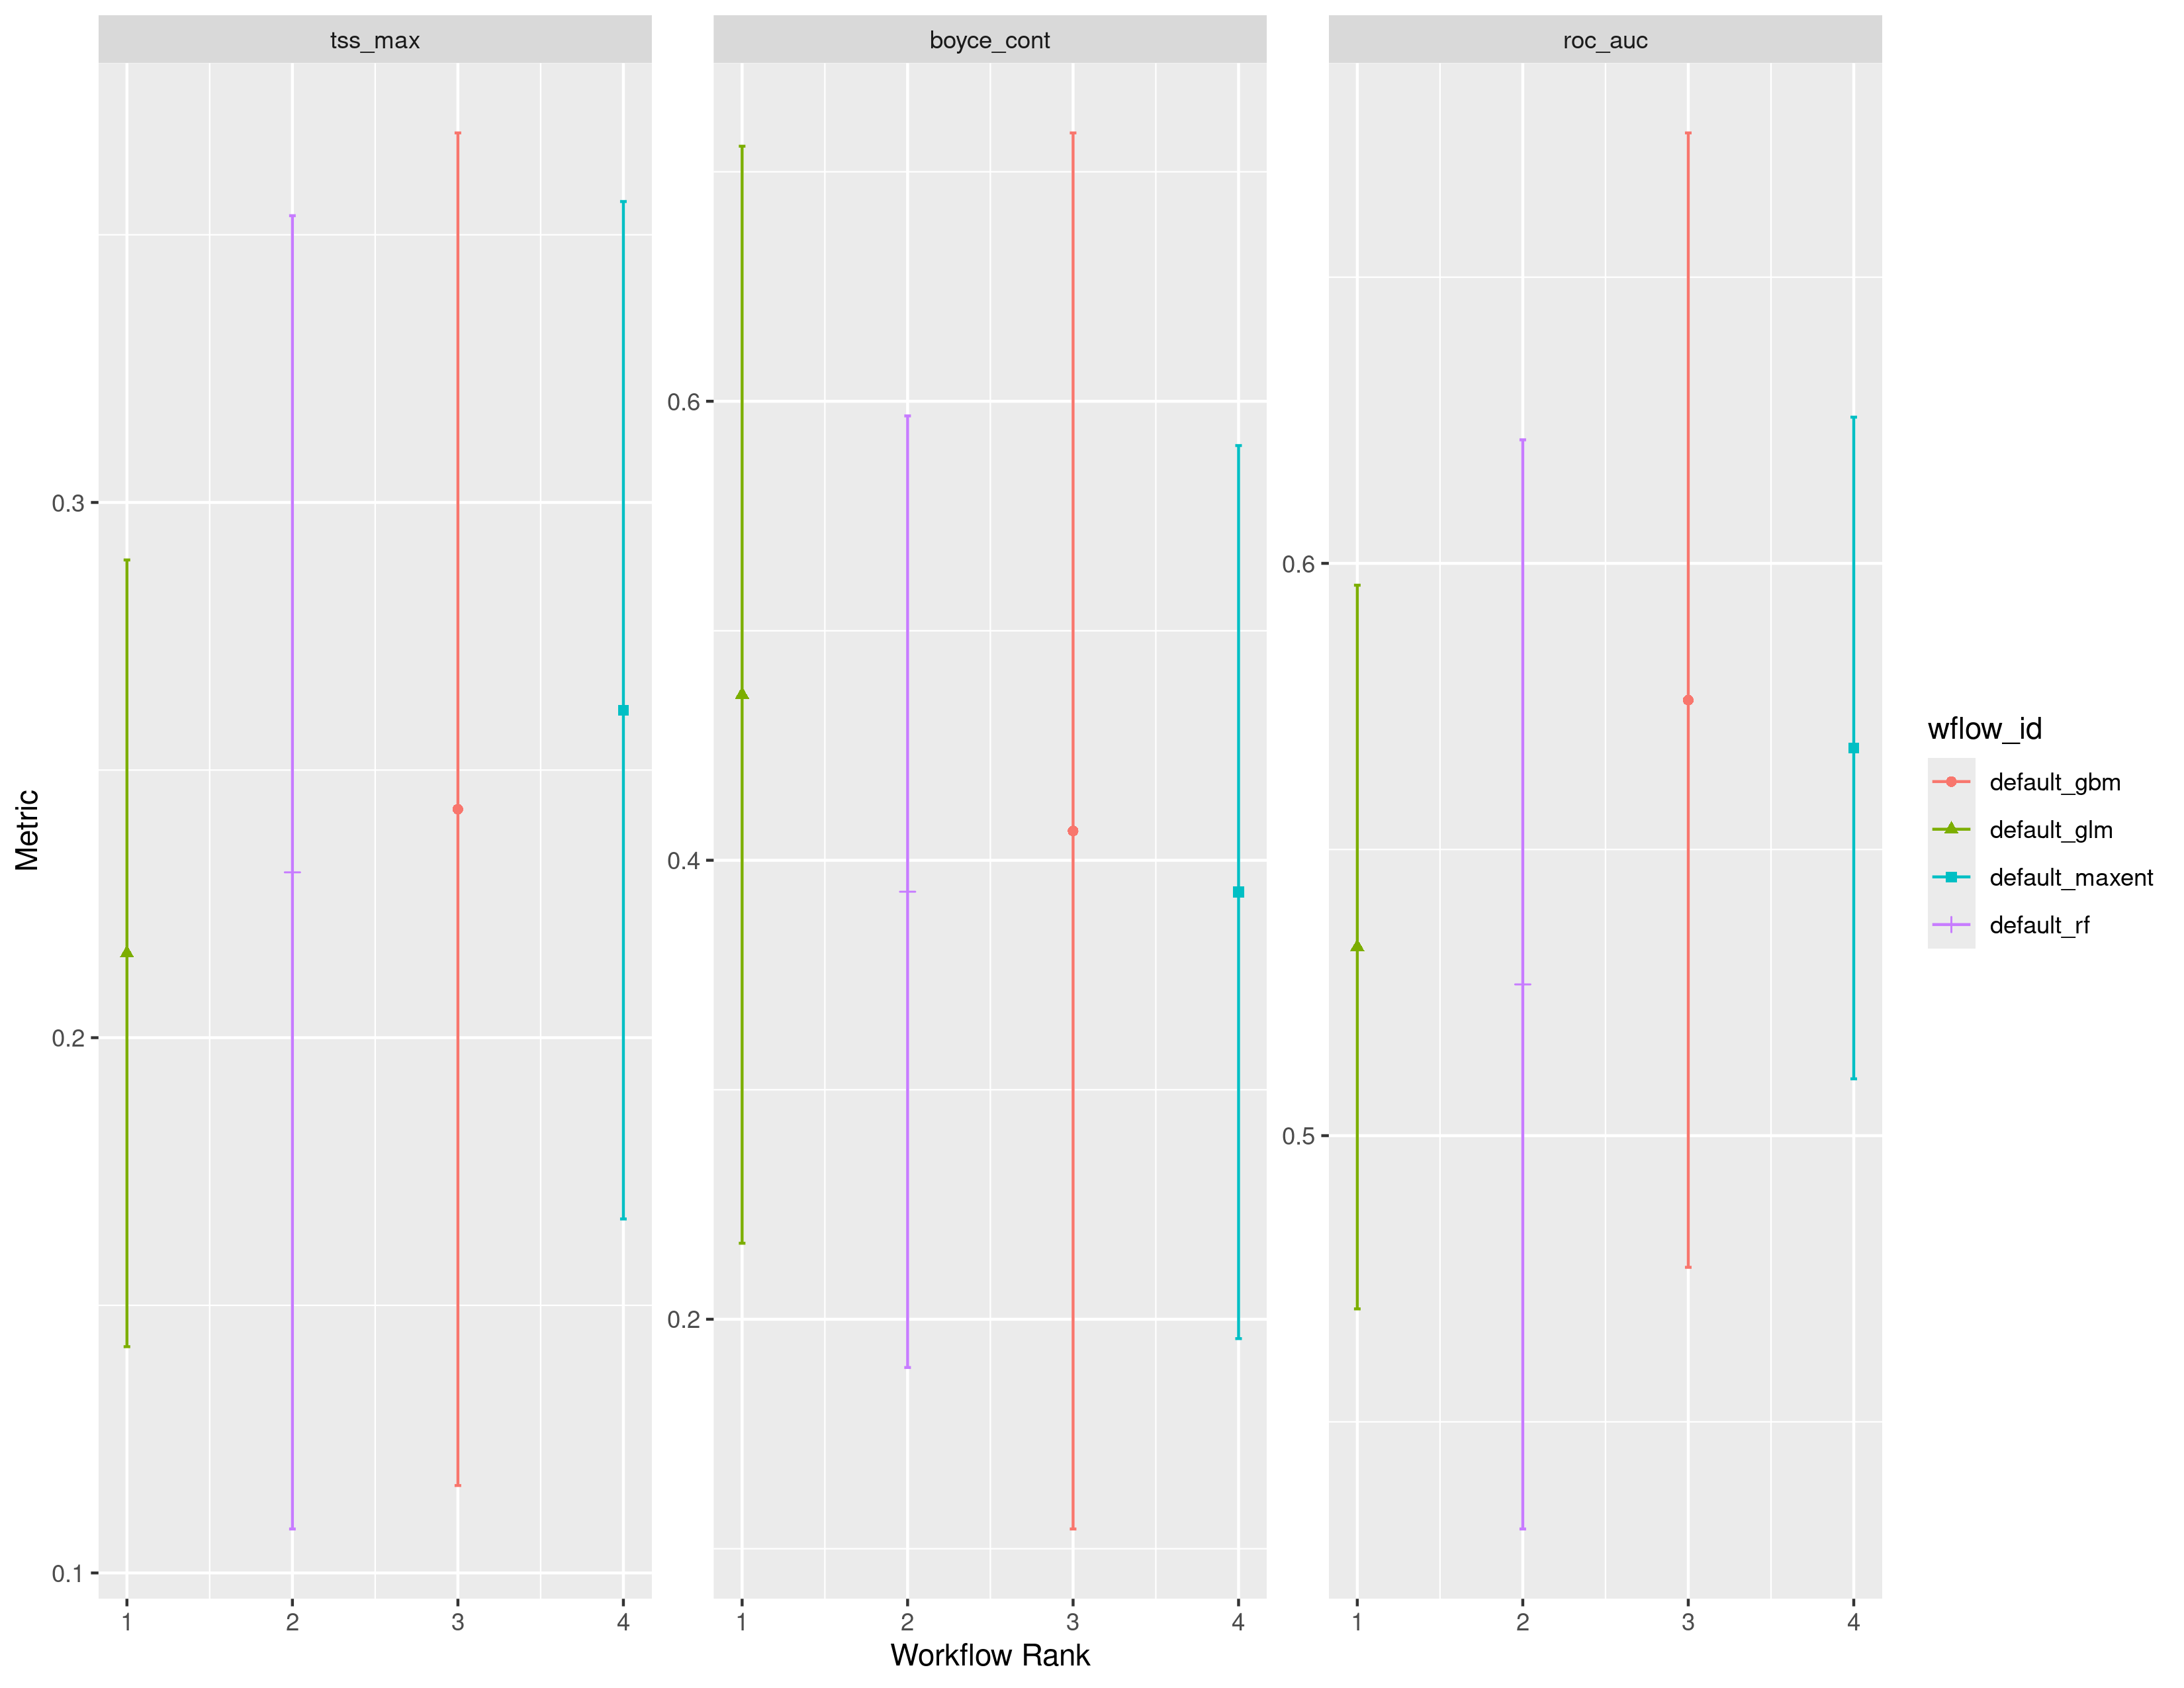 tss_max
boyce_cont
roc_auc
Metric
0.3
0.2
0.1
0.6
0.4
0.2
0.6
0.5
1 2 3 4
1 2 3 4
1 2 3 4
Workflow Rank
wflow_id
default_gbm
default_glm
default_maxent
default_rf